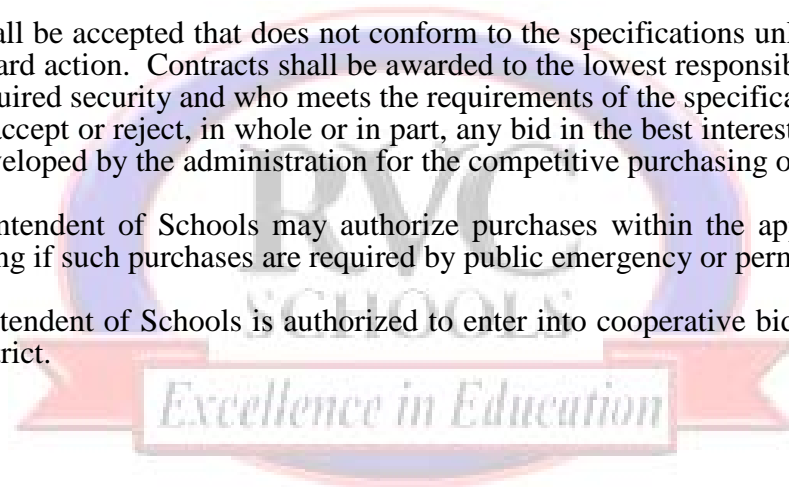 all be accepted that does not conform to the specifications unl
ard action. Contracts shall be awarded to the lowest responsib
uired security and who meets the requirements of the specifica
accept or reject, in whole or in part, any bid in the best interest
veloped by the administration for the competitive purchasing o
ntendent of Schools may authorize purchases within the ap
ng if such purchases are required by public emergency or perm
RVC
tendent of Schools is authorized to enter into cooperative bid
SCHOOLS
trict.
Excellence in Education